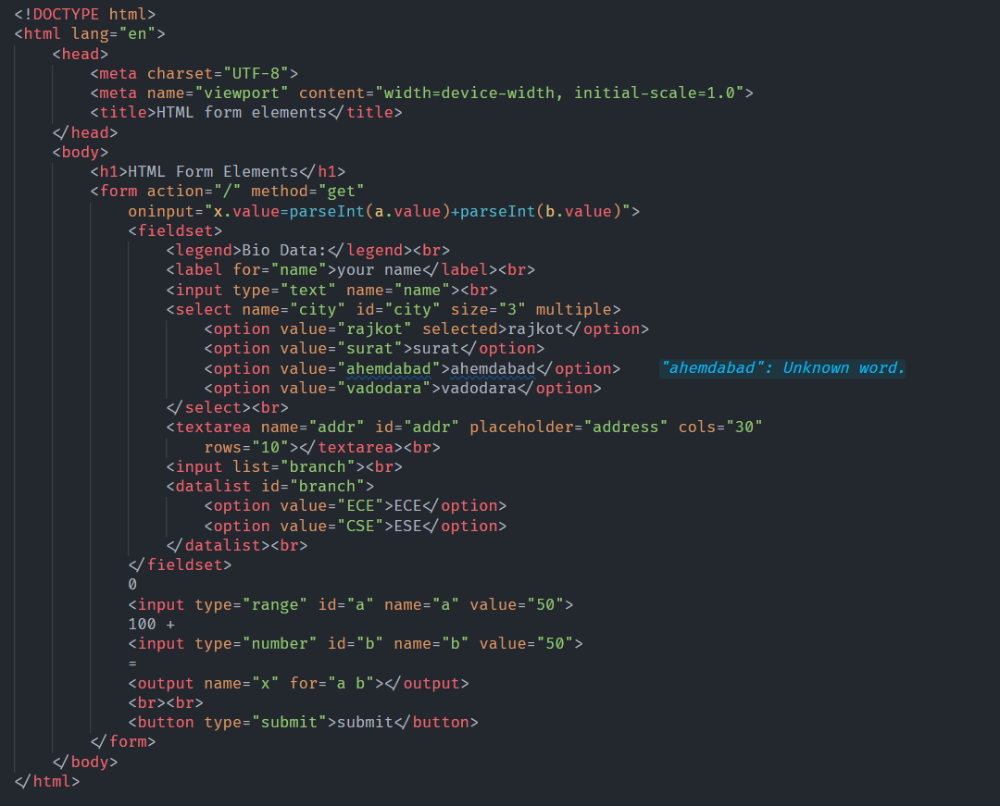 <!DOCTYPE html>
<html lang="en">
<head>
<meta charset="UTF-8">
<meta name="viewport" content="width=device-width, initial-scale=1.0">
<title>HTML form elements</title>
</head>
<body>
<h1>HTML Form Elements</h1>
<form action="/" method="get"
oninput="x.value=parseInt(a.value)+parseInt(b.value)">
<fieldset>
<legend>Bio Data:</legend><br>
<label for="name">your name</label><br>
<input type="text" name="name"><br>
<select name="city" id="city" size="3" multiple>
<option value="rajkot" selected>rajkot</option>
<option value="surat">surat</option>
<option value="ahemdabad">ahemdabad</option> "ahemdabad": Unknown word.
<option value="vadodara">vadodara</option>
</select><br>
<textarea name="addr" id="addr" placeholder="address" cols="30"
rows="10"></textarea><br>
<input list="branch"><br>
<datalist id="branch">
<option value="ECE">ECE</option>
<option value="CSE">ESE</option>
</datalist><br>
</fieldset>
0
<input type="range" id="a" name="a" value="50">
100 +
<input type="number" id="b" name="b" value="50">
=
<output name="x" for="a b"></output>
<br><br>
<button type="submit">submit</button>
</form>
</body>
</html>